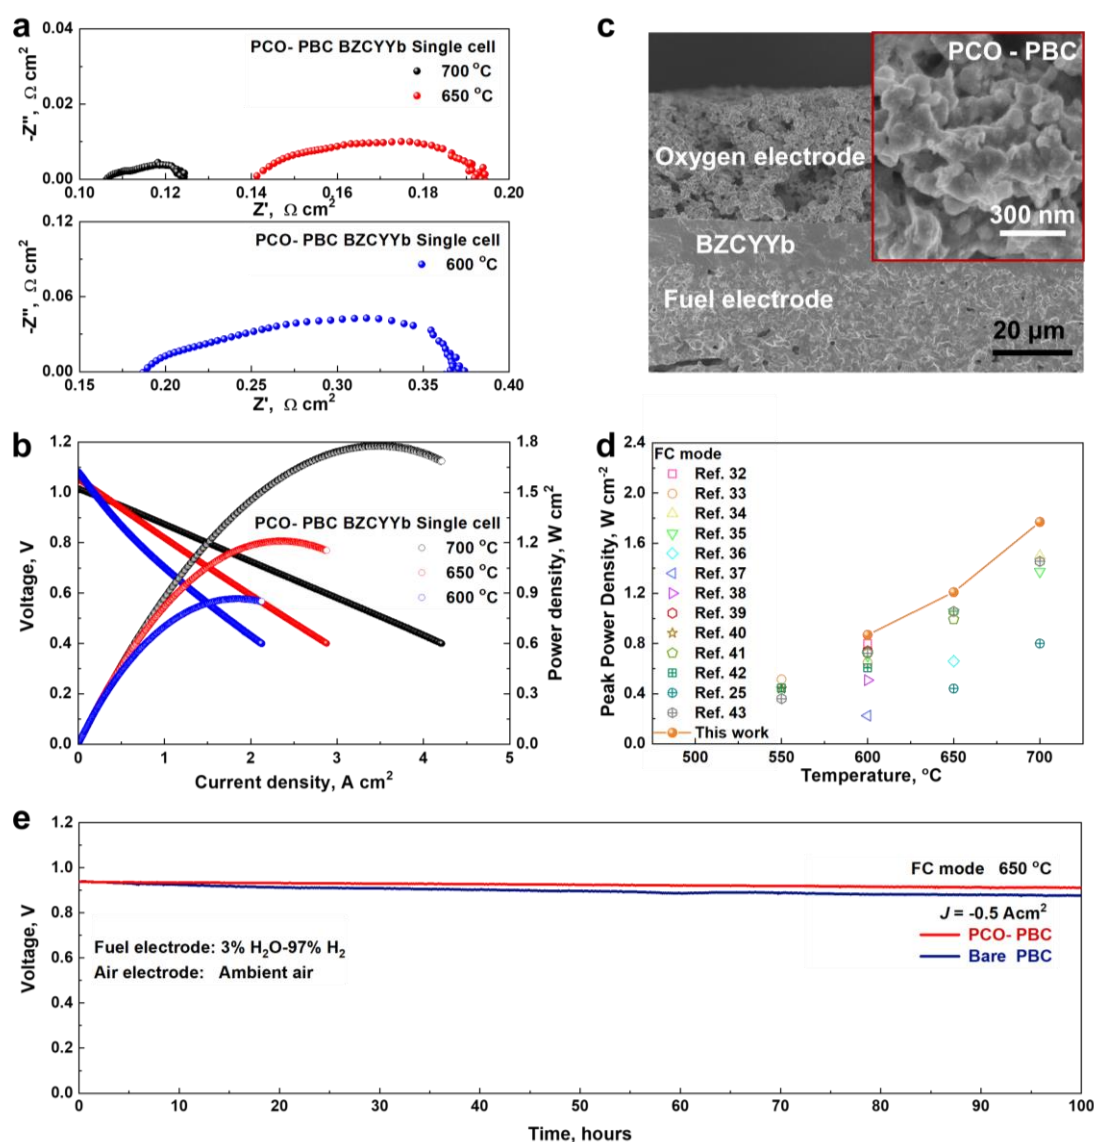 a
0.04
0.02
0.00
-Z'', Ω cm²
PCO- PBC BZCYYb Single cell
700 °C
650 °C
0.10
0.12
0.14
0.16
0.18
0.20
Z', Ω cm²
0.12
0.06
0.00
-Z'', Ω cm²
PCO- PBC BZCYYb Single cell
600 °C
0.15
0.20
0.25
0.30
0.35
0.40
Z', Ω cm²
c
PCO - PBC
Oxygen electrode
300 nm
BZCYYb
Fuel electrode
20 μm
b
1.2
1.0
0.8
0.6
0.4
0.2
0.0
Voltage, V
PCO- PBC BZCYYb Single cell
700 °C
650 °C
600 °C
1.8
1.5
1.2
0.9
0.6
0.3
0.0
Power density, W cm²
0
1
2
3
4
5
Current density, A cm²
d
2.4
2.0
1.6
1.2
0.8
0.4
0.0
Peak Power Density, W cm⁻²
FC mode
Ref. 32
Ref. 33
Ref. 34
Ref. 35
Ref. 36
Ref. 37
Ref. 38
Ref. 39
Ref. 40
Ref. 41
Ref. 42
Ref. 25
Ref. 43
This work
500
550
600
650
700
Temperature, °C
e
1.2
1.0
0.8
0.6
0.4
0.2
0.0
Voltage, V
FC mode 650 °C
J = -0.5 Acm²
PCO- PBC
Bare PBC
Fuel electrode: 3% H₂O-97% H₂
Air electrode: Ambient air
0
10
20
30
40
50
60
70
80
90
100
Time, hours